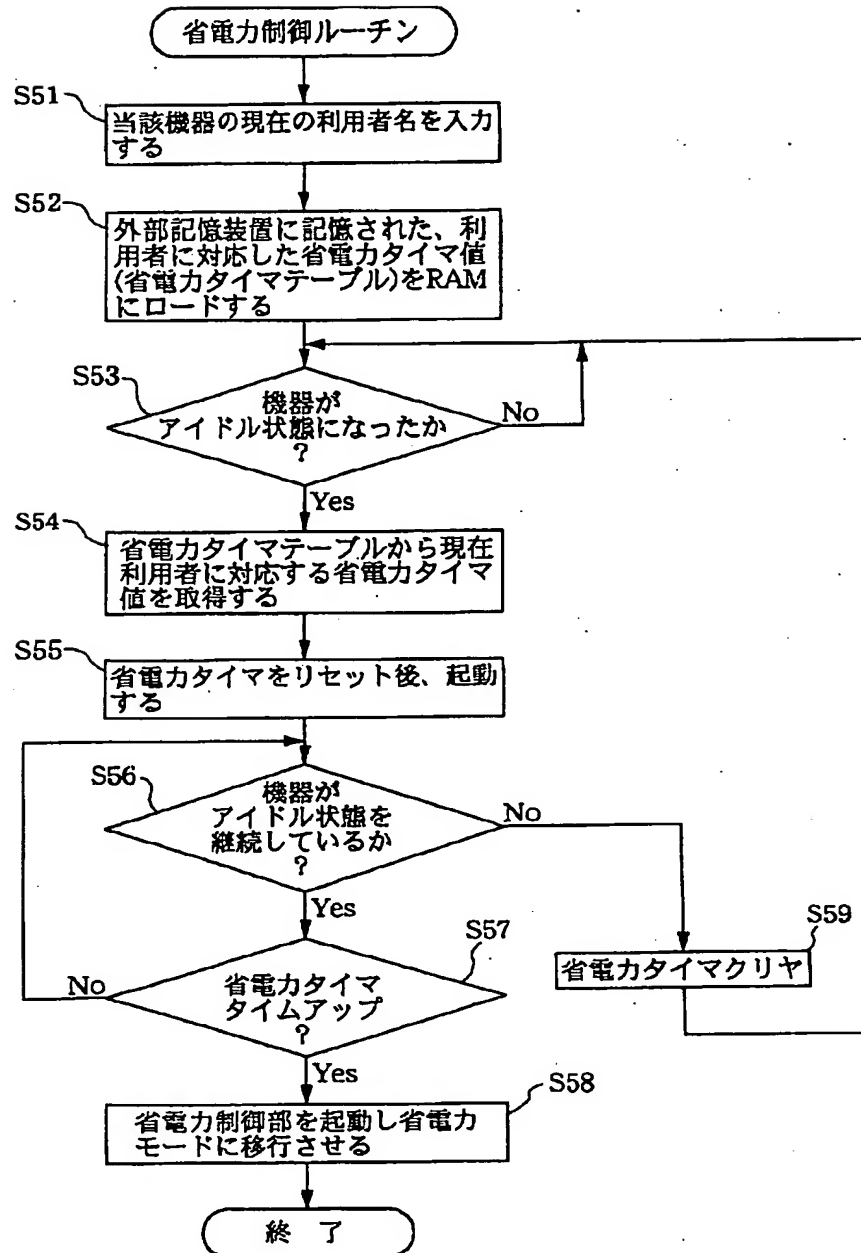 省電力制御ルーチン
S51
当該機器の現在の利用者名を入力
する
S52
外部記憶装置に記憶された、利
用者に対応した省電力タイマ値
(省電力タイマテーブル)をRAM
にロードする
S53
機器が
アイドル状態になったか
?
No
Yes
S54
省電力タイマテーブルから現在
利用者に対応する省電力タイマ
値を取得する
S55
省電力タイマをリセット後、起動
する
S56
機器が
アイドル状態を
継続しているか
?
No
Yes
S57
省電力タイマ
タイムアップ
?
No
Yes
S59
省電力タイマクリヤ
S58
省電力制御部を起動し省電力
モードに移行させる
終 了